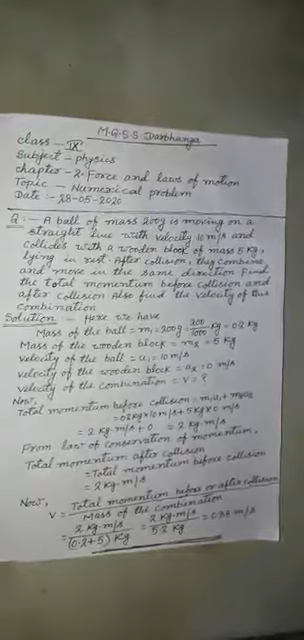 M.G.S.S Darbhanga
class - IX
Subject - physics
chapter - 2. Force and laws of motion
Topic - Numerical problem
Date :- 28-05-2020
Q:- A ball of mass 200g is moving on a
straight line with velocity 10 m/s and
collides with a wooden block of mass 5 kg,
lying in rest. After collision, they combine
and move in the same direction Find
the total momentum before collision and
after collision Also find the velocity of this
combination
Solution :- Here we have
Mass of the ball = m₁ = 200g = 200/1000 kg = 0.2 kg
Mass of the wooden block = m₂ = 5 kg
velocity of the ball = u₁ = 10 m/s
velocity of the wooden block = u₂ = 0 m/s
velocity of the combination = V = ?
Now,
Total momentum before collision = m₁u₁ + m₂u₂
= 0.2 kg × 10 m/s + 5 kg × 0 m/s
= 2 kg·m/s + 0 = 2 kg·m/s
From law of conservation of momentum,
Total momentum after collision
= Total momentum before collision
= 2 kg·m/s
Now,
V = Total momentum before or after collision / Mass of the combination
= 2 kg·m/s / (0.2+5) kg = 2 kg·m/s / 5.2 kg = 0.38 m/s